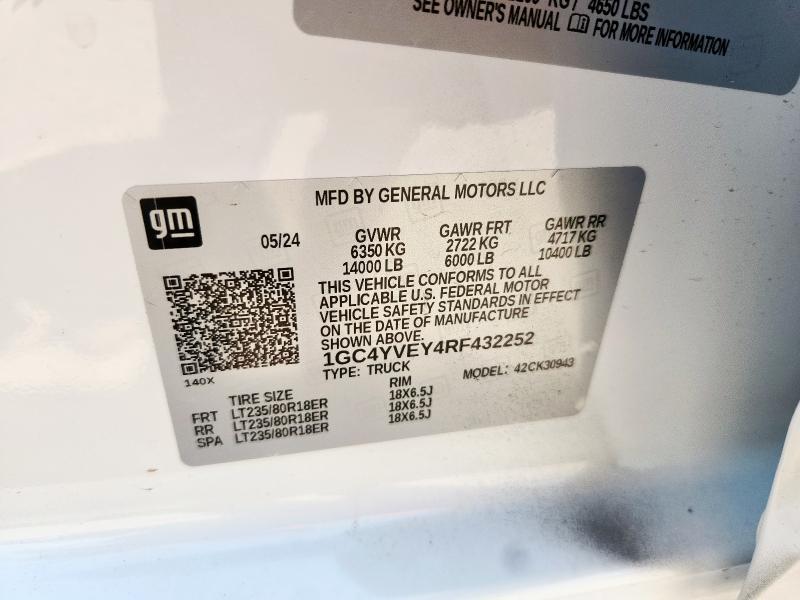 KG / 4650 LBS
SEE OWNER'S MANUAL FOR MORE INFORMATION
gm
MFD BY GENERAL MOTORS LLC
05/24
GVWR GAWR FRT GAWR RR
6350 KG 2722 KG 4717 KG
14000 LB 6000 LB 10400 LB
THIS VEHICLE CONFORMS TO ALL
APPLICABLE U.S. FEDERAL MOTOR
VEHICLE SAFETY STANDARDS IN EFFECT
ON THE DATE OF MANUFACTURE
SHOWN ABOVE.
1GC4YVEY4RF432252
TYPE: TRUCK MODEL: 42CK30943
140X
TIRE SIZE RIM
FRT LT235/80R18ER 18X6.5J
RR LT235/80R18ER 18X6.5J
SPA LT235/80R18ER 18X6.5J